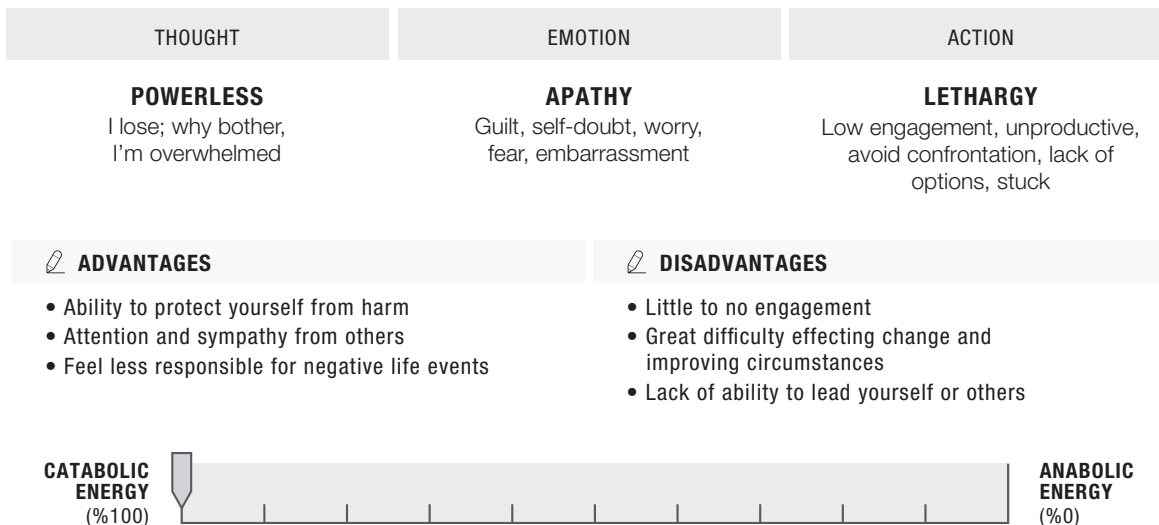 THOUGHT
EMOTION
ACTION
POWERLESS
I lose; why bother,
I'm overwhelmed
APATHY
Guilt, self-doubt, worry,
fear, embarrassment
LETHARGY
Low engagement, unproductive,
avoid confrontation, lack of
options, stuck
ADVANTAGES
• Ability to protect yourself from harm
• Attention and sympathy from others
• Feel less responsible for negative life events
DISADVANTAGES
• Little to no engagement
• Great difficulty effecting change and
improving circumstances
• Lack of ability to lead yourself or others
CATABOLIC
ENERGY
(%100)
ANABOLIC
ENERGY
(%0)